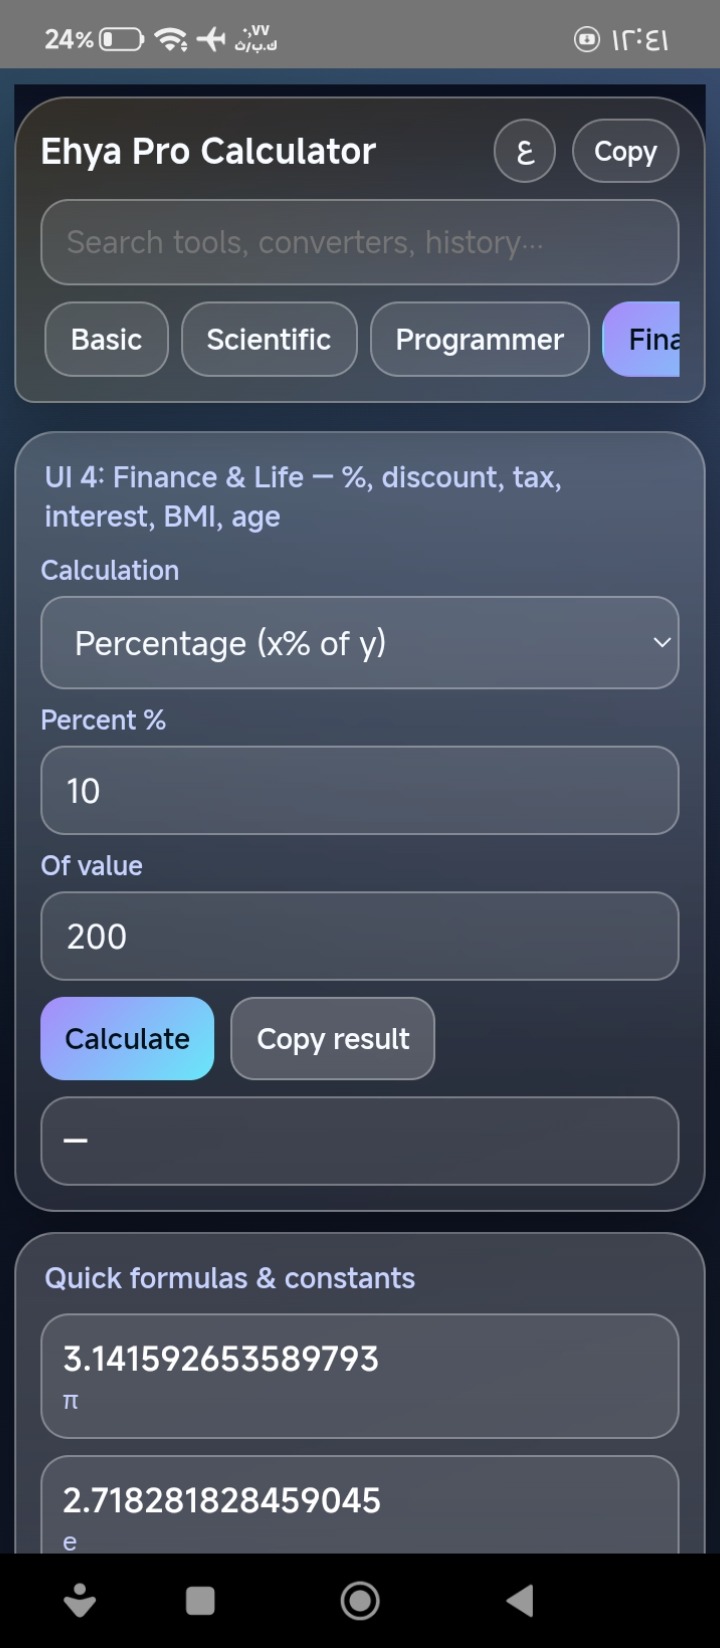 24% ٠,٧٧ ك.ب/ث ١٢:٤١
Ehya Pro Calculator ع Copy
Search tools, converters, history···
Basic Scientific Programmer Fina
UI 4: Finance & Life — %, discount, tax,
interest, BMI, age
Calculation
Percentage (x% of y)
Percent %
10
Of value
200
Calculate Copy result
—
Quick formulas & constants
3.141592653589793
π
2.718281828459045
e